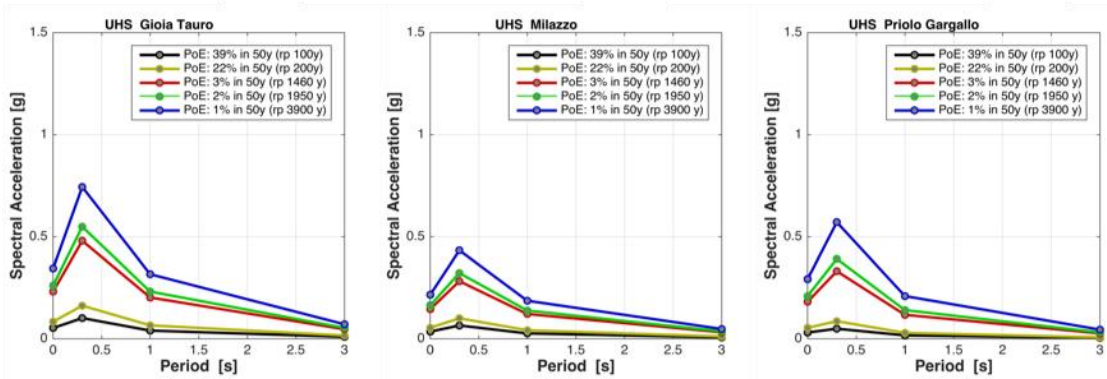 UHS Gioia Tauro
1.5
1
0.5
0
Spectral Acceleration [g]
PoE: 39% in 50y (rp 100y)
PoE: 22% in 50y (rp 200y)
PoE: 3% in 50y (rp 1460 y)
PoE: 2% in 50y (rp 1950 y)
PoE: 1% in 50y (rp 3900 y)
0 0.5 1 1.5 2 2.5 3
Period [s]
UHS Milazzo
1.5
1
0.5
0
Spectral Acceleration [g]
PoE: 39% in 50y (rp 100y)
PoE: 22% in 50y (rp 200y)
PoE: 3% in 50y (rp 1460 y)
PoE: 2% in 50y (rp 1950 y)
PoE: 1% in 50y (rp 3900 y)
0 0.5 1 1.5 2 2.5 3
Period [s]
UHS Priolo Gargallo
1.5
1
0.5
0
Spectral Acceleration [g]
PoE: 39% in 50y (rp 100y)
PoE: 22% in 50y (rp 200y)
PoE: 3% in 50y (rp 1460 y)
PoE: 2% in 50y (rp 1950 y)
PoE: 1% in 50y (rp 3900 y)
0 0.5 1 1.5 2 2.5 3
Period [s]